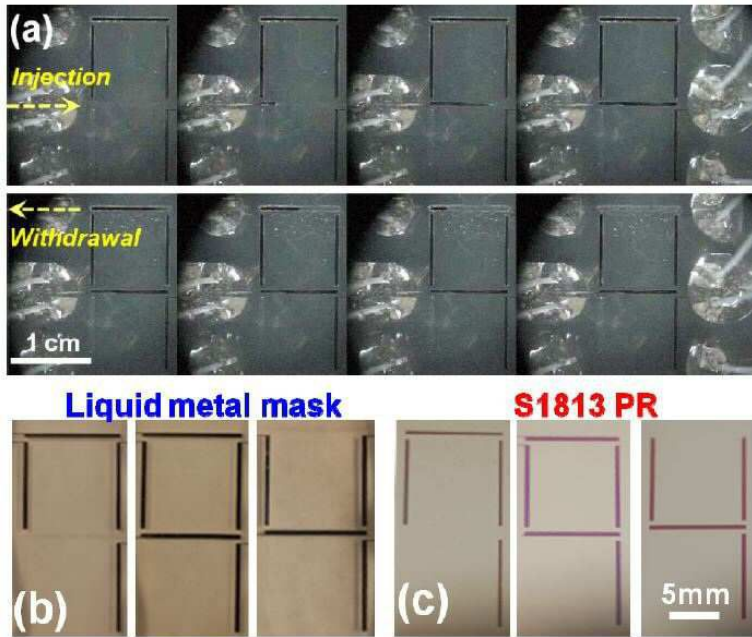 (a)
Injection
Withdrawal
1 cm
Liquid metal mask
S1813 PR
(b)
(c)
5mm